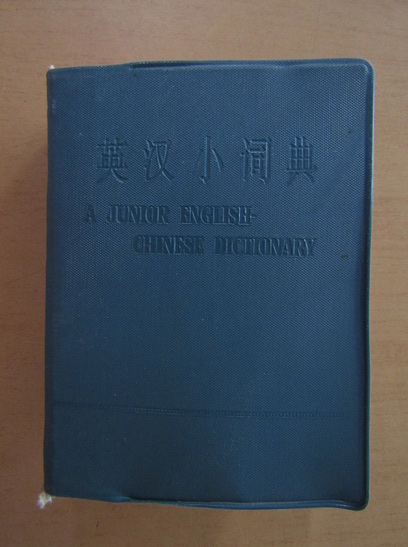 英汉小词典
A JUNIOR ENGLISH-
CHINESE DICTIONARY